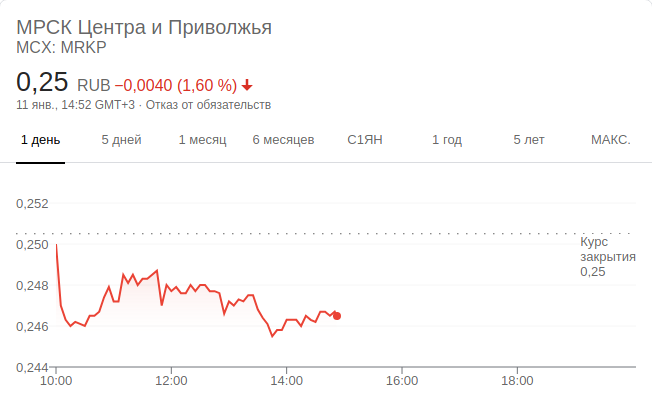 МРСК Центра и Приволжья
MCX: MRKP
0,25 RUB −0,0040 (1,60 %)
11 янв., 14:52 GMT+3 · Отказ от обязательств
1 день 5 дней 1 месяц 6 месяцев С1ЯН 1 год 5 лет МАКС.
0,252
0,250
Курс
закрытия
0,25
0,248
0,246
0,244
10:00 12:00 14:00 16:00 18:00